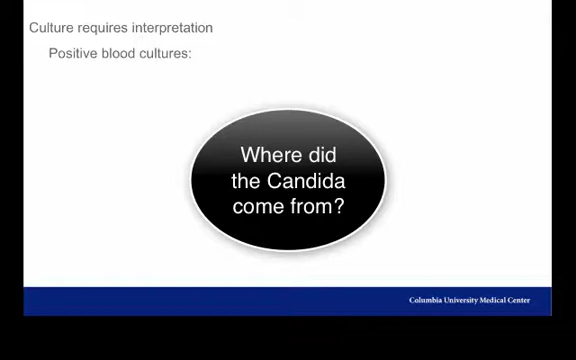 Culture requires interpretation
Positive blood cultures:
Where did
the Candida
come from?
Columbia University Medical Center